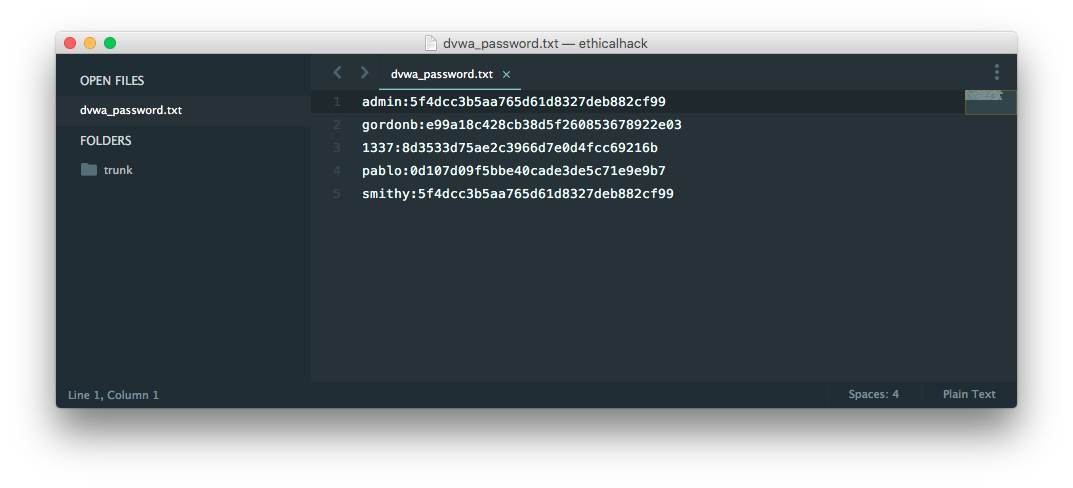 dvwa_password.txt — ethicalhack
OPEN FILES
dvwa_password.txt
FOLDERS
trunk
dvwa_password.txt ×
1 admin:5f4dcc3b5aa765d61d8327deb882cf99
2 gordonb:e99a18c428cb38d5f260853678922e03
3 1337:8d3533d75ae2c3966d7e0d4fcc69216b
4 pablo:0d107d09f5bbe40cade3de5c71e9e9b7
5 smithy:5f4dcc3b5aa765d61d8327deb882cf99
Line 1, Column 1
Spaces: 4
Plain Text